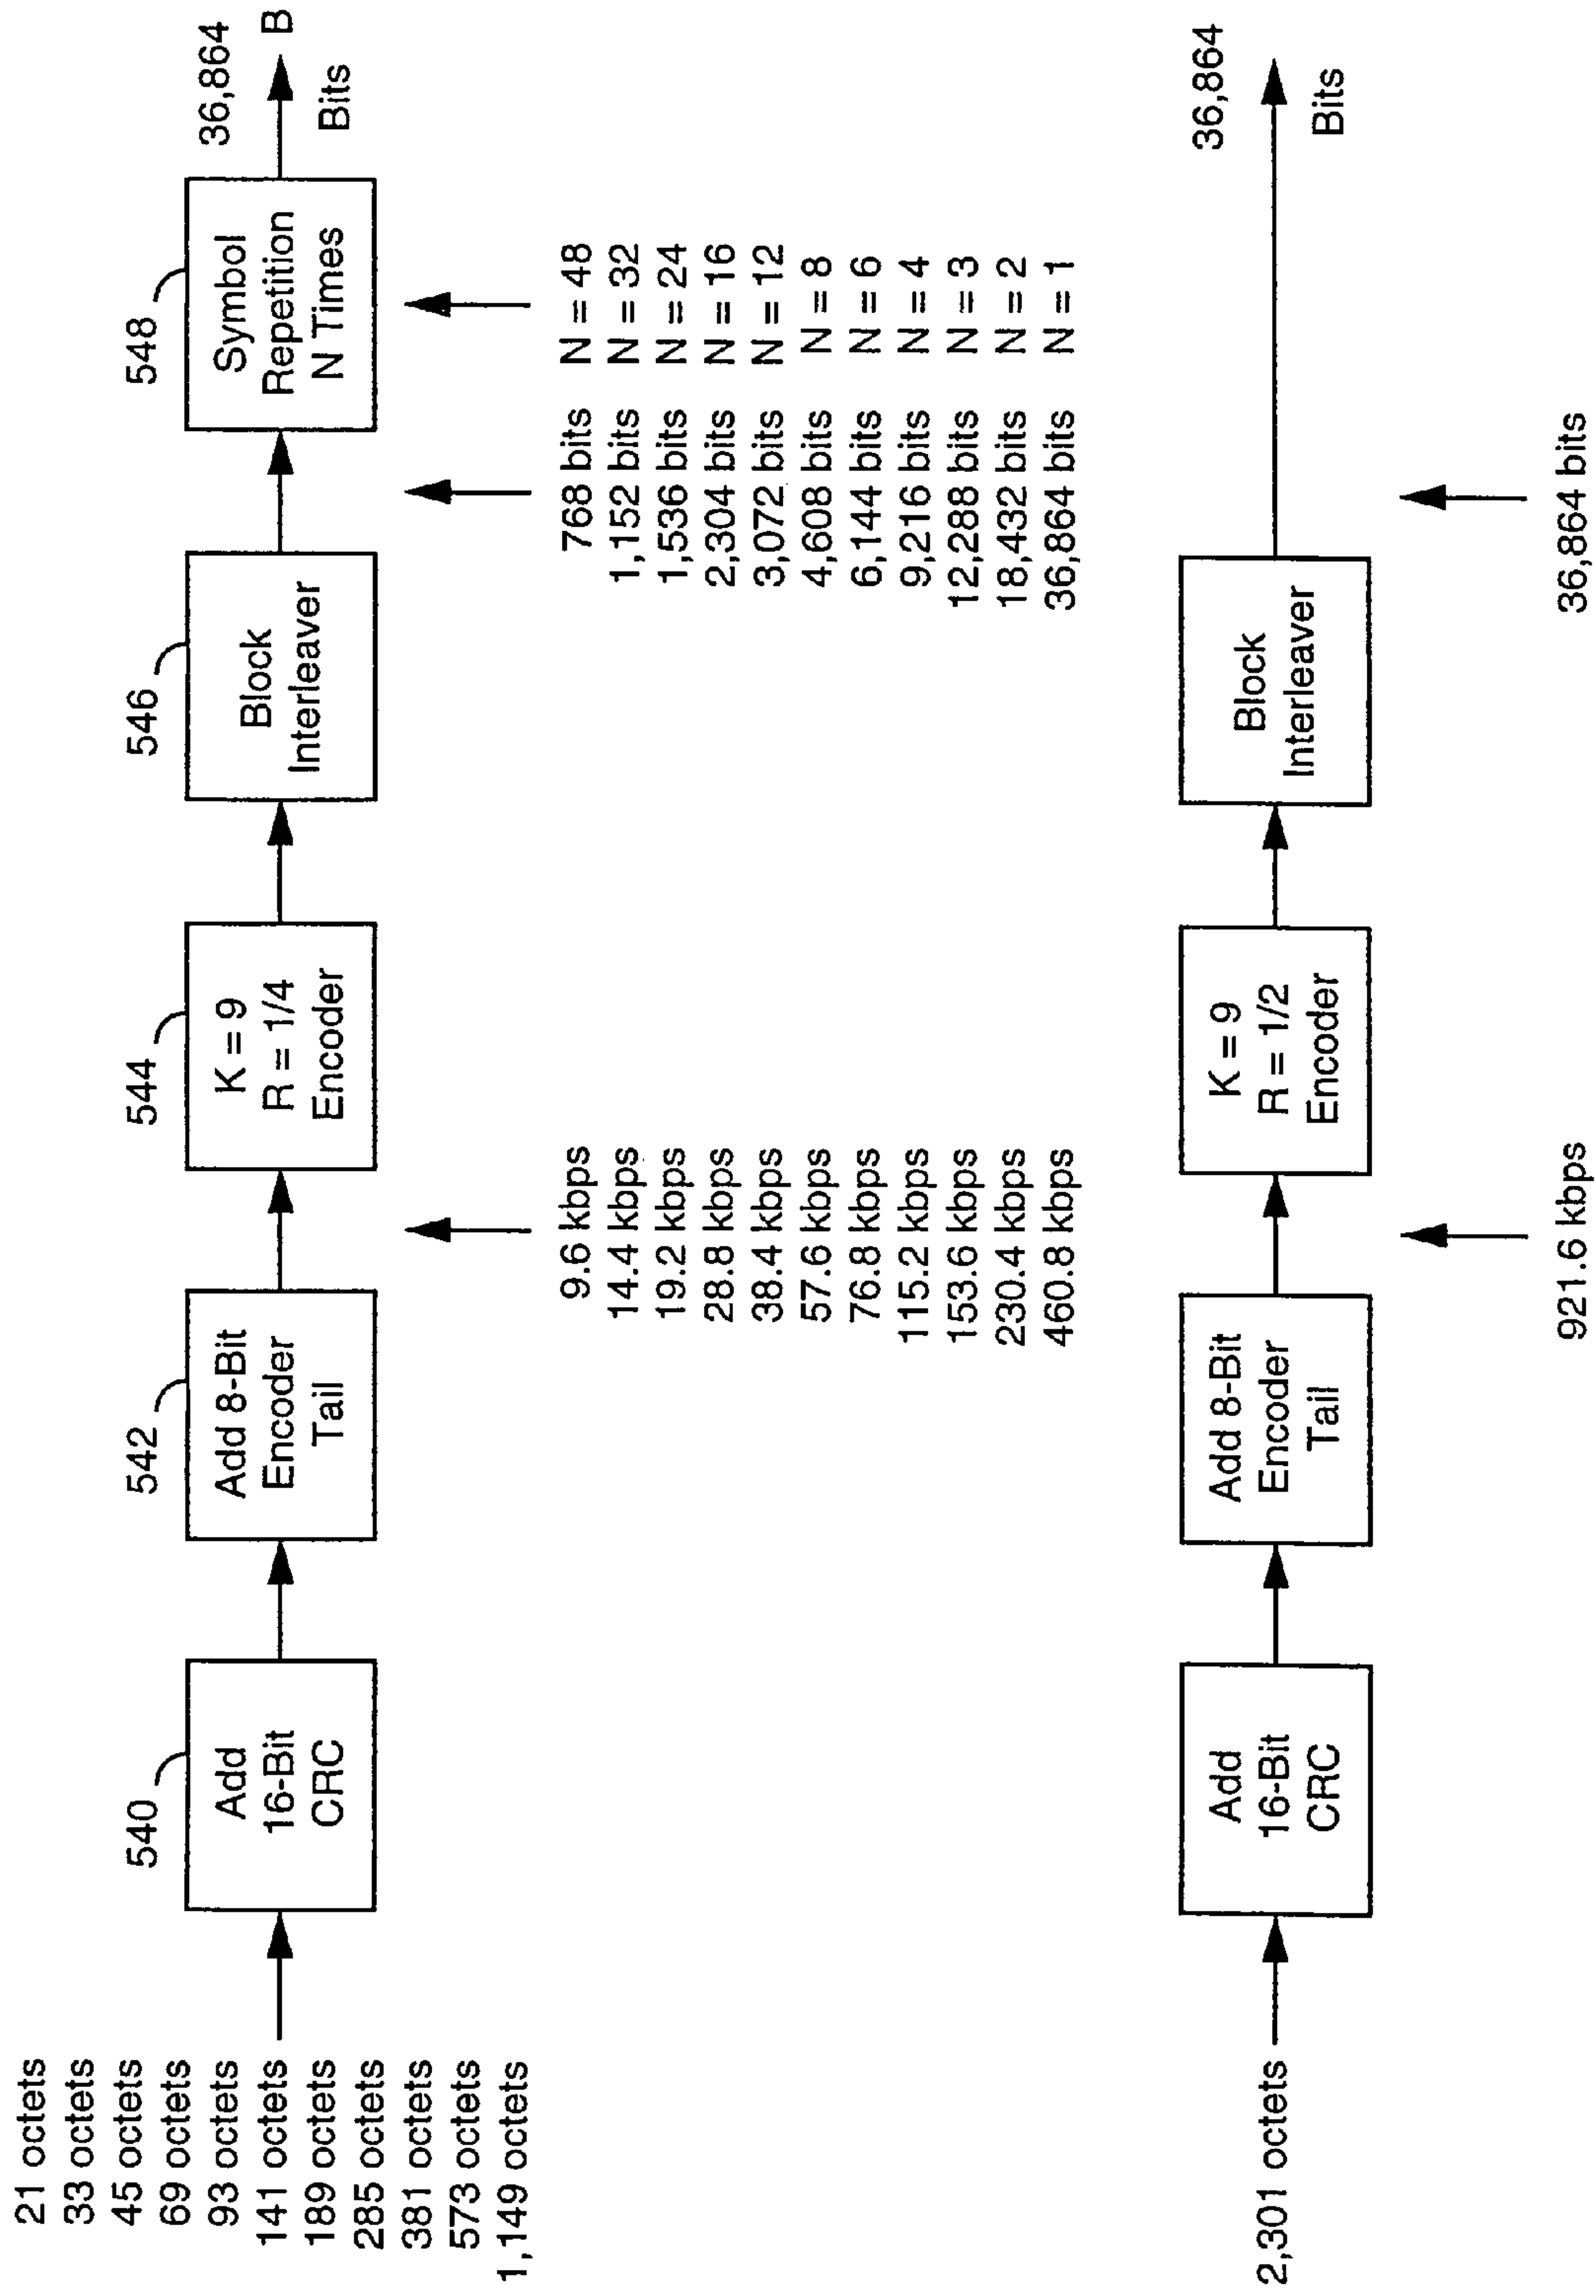 21 octets
33 octets
45 octets
69 octets
93 octets
141 octets
189 octets
285 octets
381 octets
573 octets
1,149 octets
540
Add
16-Bit
CRC
542
Add 8-Bit
Encoder
Tail
9.6 kbps
14.4 kbps
19.2 kbps
28.8 kbps
38.4 kbps
57.6 kbps
76.8 kbps
115.2 kbps
153.6 kbps
230.4 kbps
460.8 kbps
544
K = 9
R = 1/4
Encoder
546
Block
Interleaver
768 bits
1,152 bits
1,536 bits
2,304 bits
3,072 bits
4,608 bits
6,144 bits
9,216 bits
12,288 bits
18,432 bits
36,864 bits
548
Symbol
Repetition
N Times
N = 48
N = 32
N = 24
N = 16
N = 12
N = 8
N = 6
N = 4
N = 3
N = 2
N = 1
36,864
Bits
B
2,301 octets
Add
16-Bit
CRC
Add 8-Bit
Encoder
Tail
921.6 kbps
K = 9
R = 1/2
Encoder
Block
Interleaver
36,864 bits
36,864
Bits